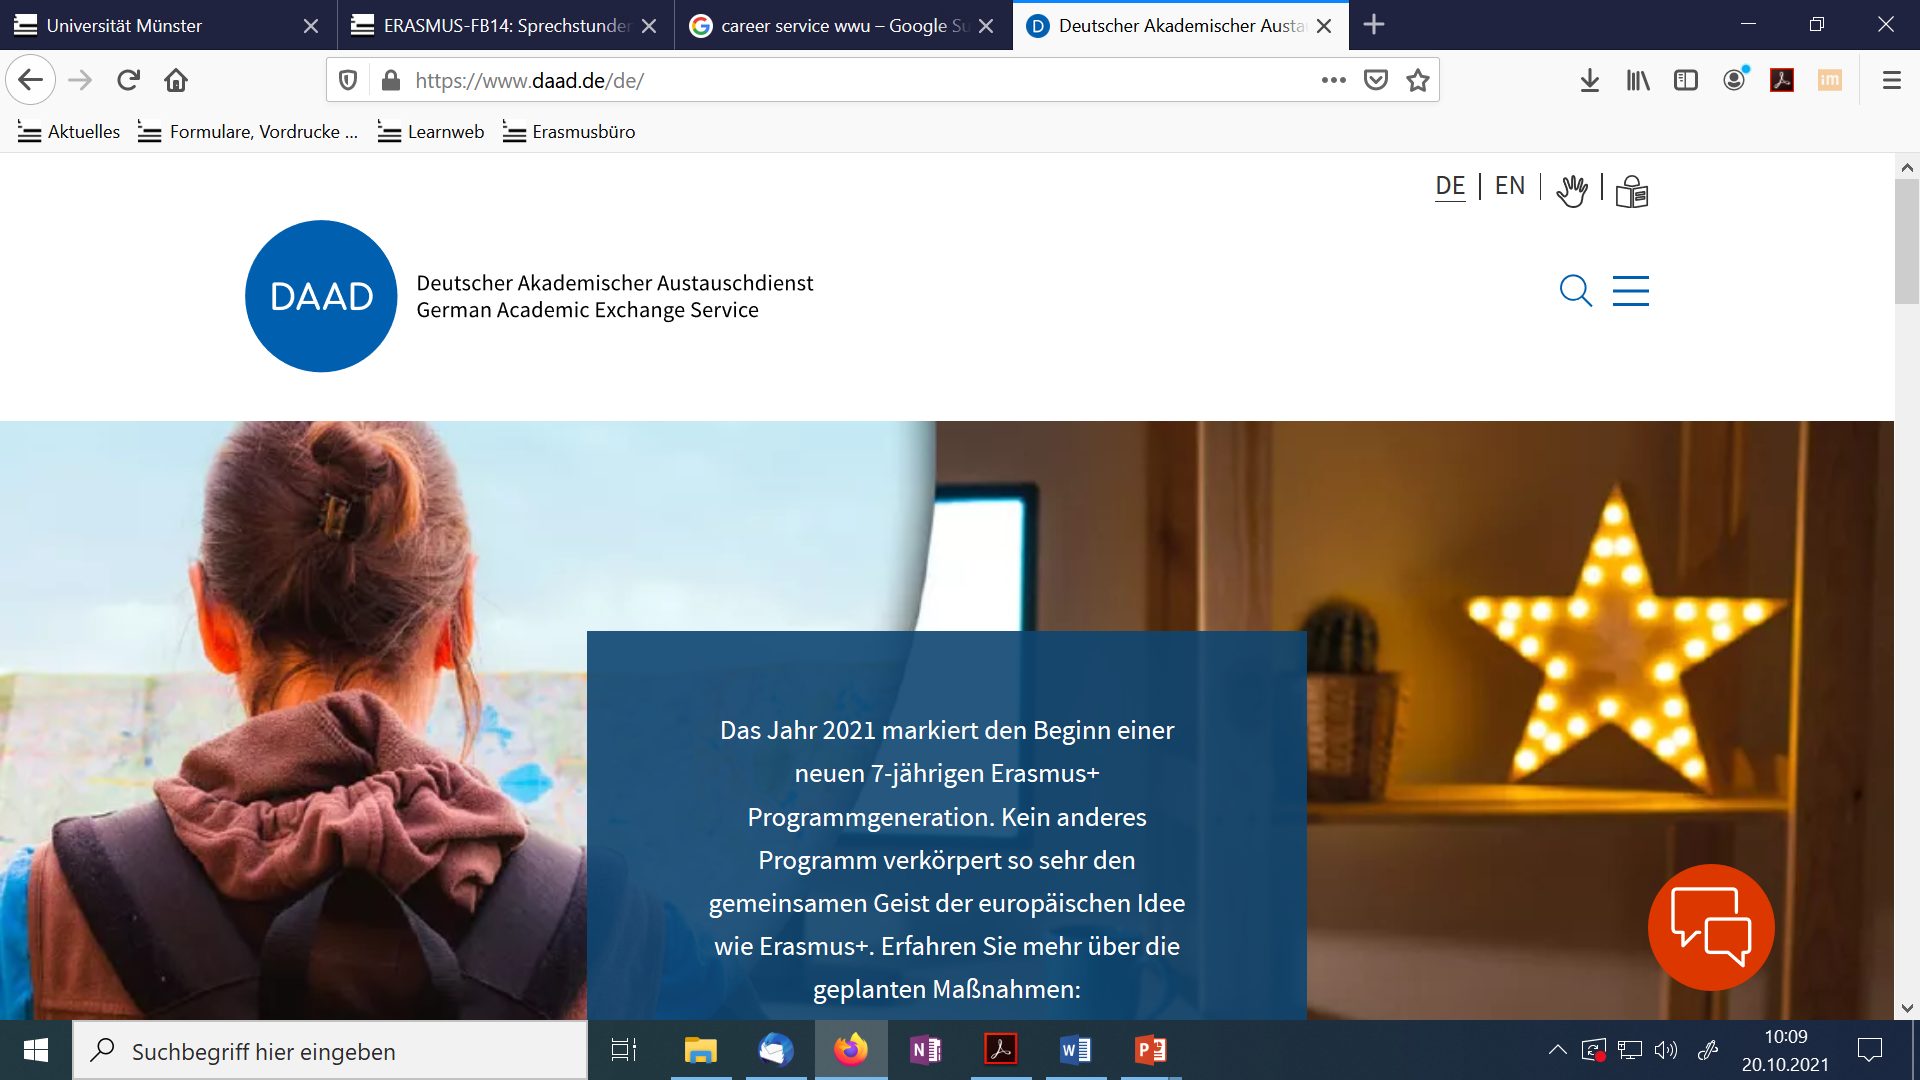 Universität Münster
ERASMUS-FB14: Sprechstunden
career service wwu – Google Su
D
Deutscher Akademischer Austa
https://www.daad.de/de/
im
Aktuelles
Formulare, Vordrucke ...
Learnweb
Erasmusbüro
DE | EN
DAAD
Deutscher Akademischer Austauschdienst
German Academic Exchange Service
Das Jahr 2021 markiert den Beginn einer
neuen 7-jährigen Erasmus+
Programmgeneration. Kein anderes
Programm verkörpert so sehr den
gemeinsamen Geist der europäischen Idee
wie Erasmus+. Erfahren Sie mehr über die
geplanten Maßnahmen:
Suchbegriff hier eingeben
N
W
P
10:09
20.10.2021